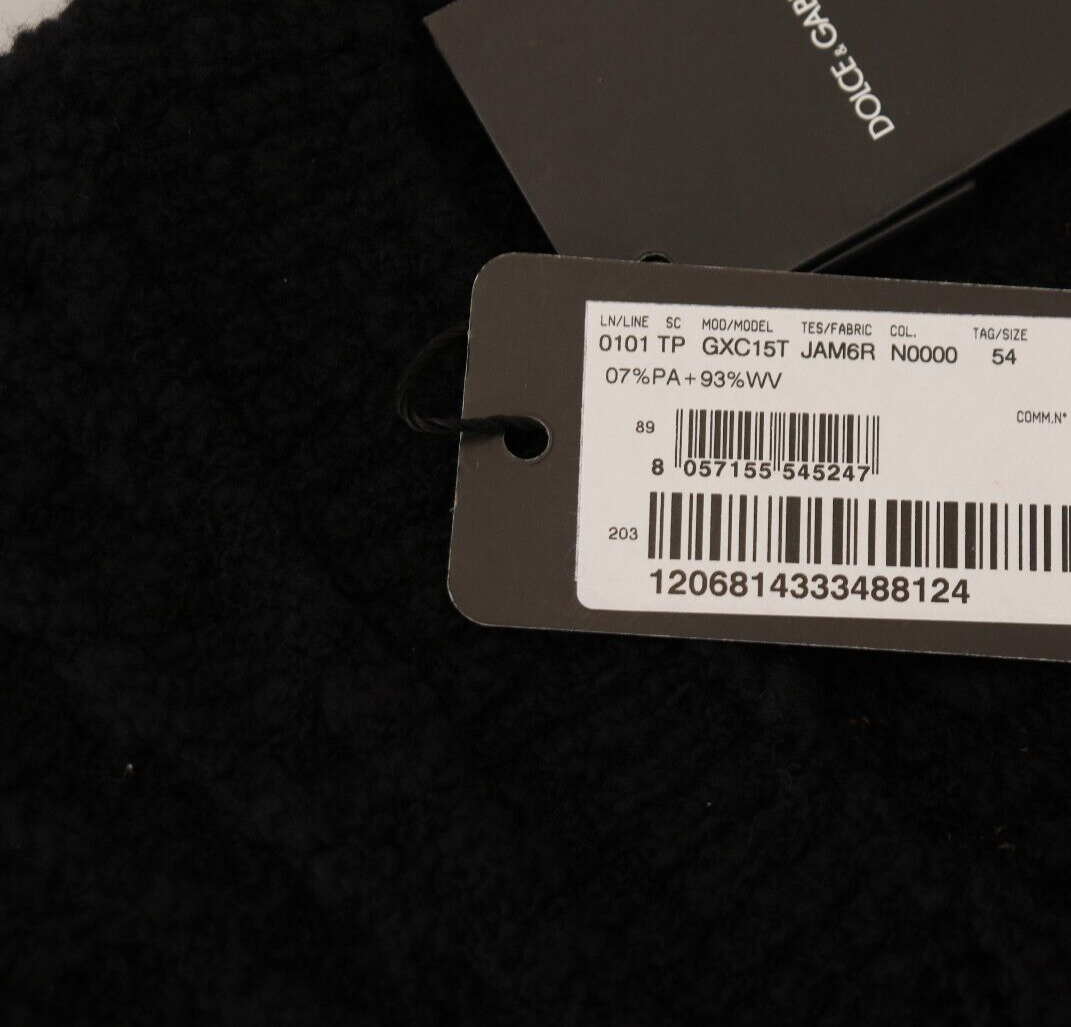 DOLCE & GAB
LN/LINE SC MOD/MODEL TES/FABRIC COL. TAG/SIZE
0101 TP GXC15T JAM6R N0000 54
07%PA+93%WV
COMM.N°
89
8 057155 545247
203
1206814333488124